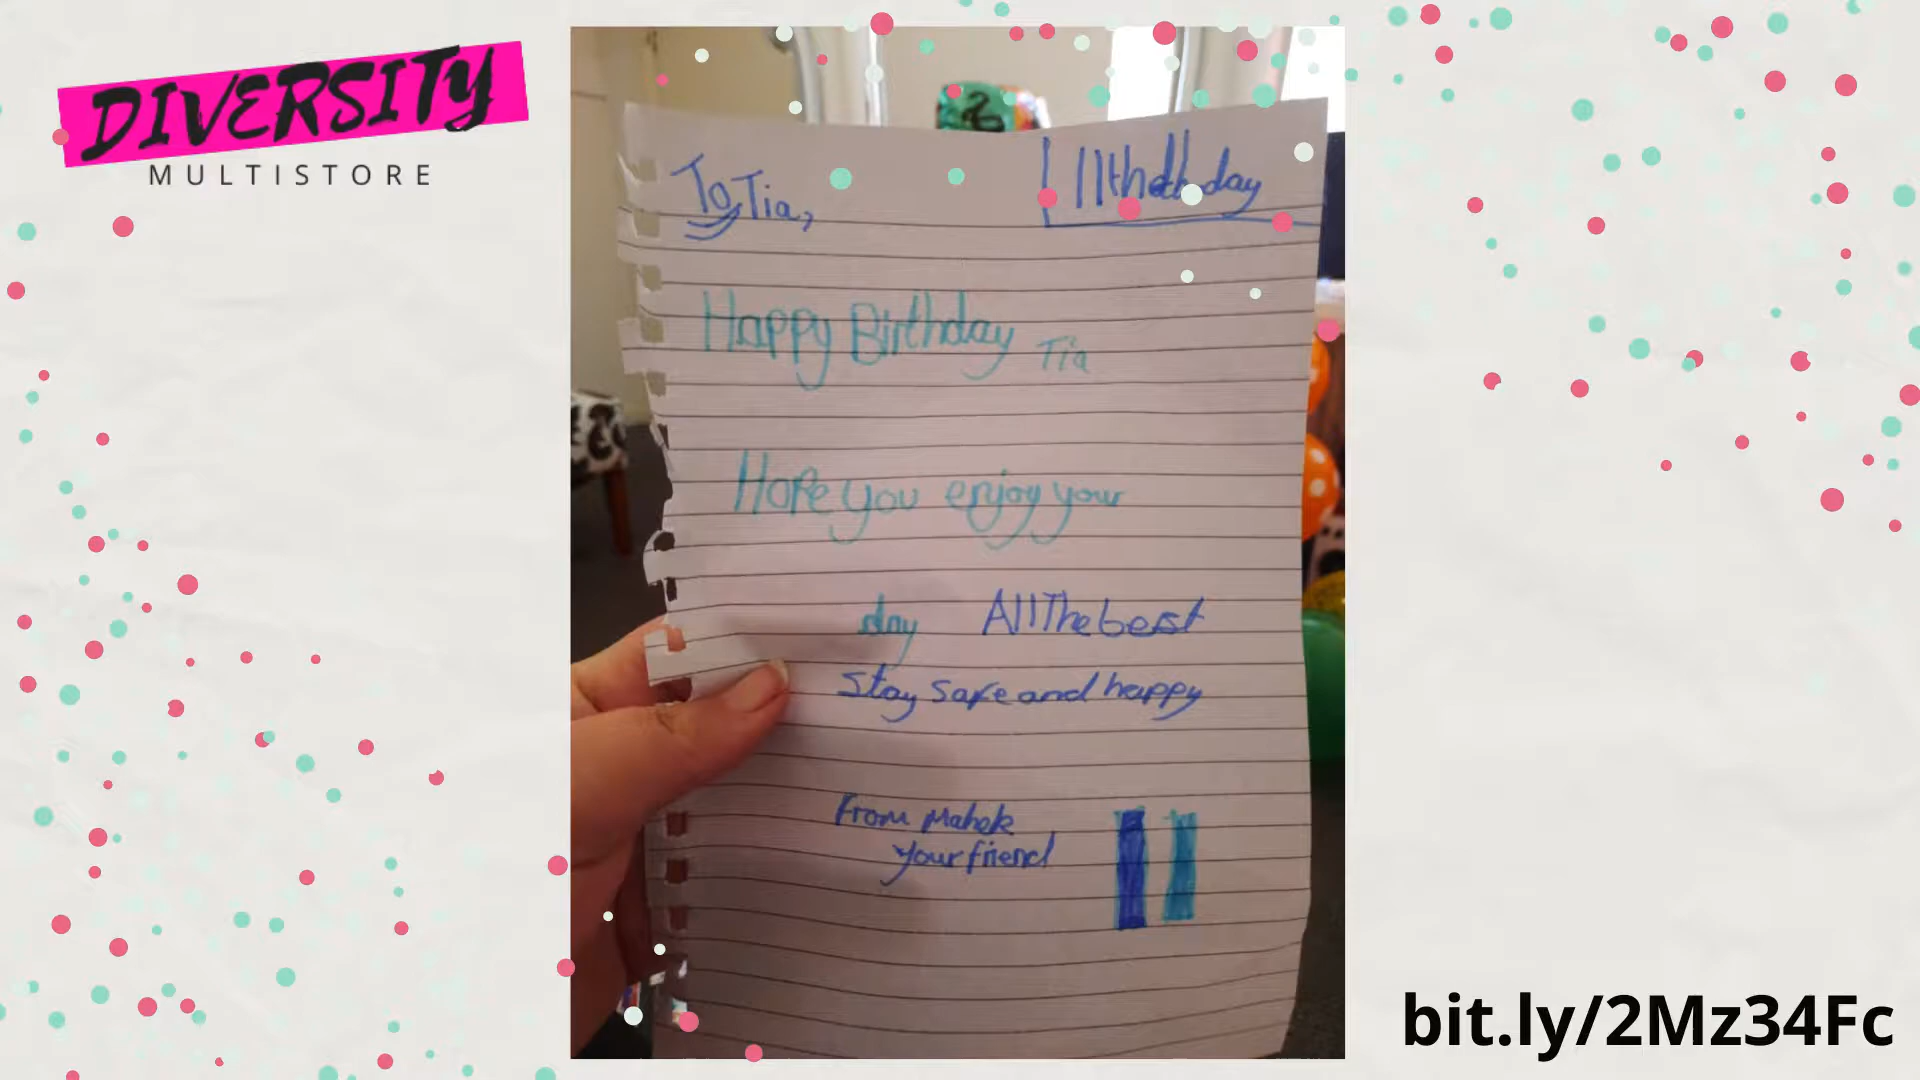 DIVERSITY
MULTISTORE
To Tia,
11th day
Happy Birthday Tia
Hope you enjoy your
day All The best
Stay safe and happy
From Mahek
your friend
bit.ly/2Mz34Fc